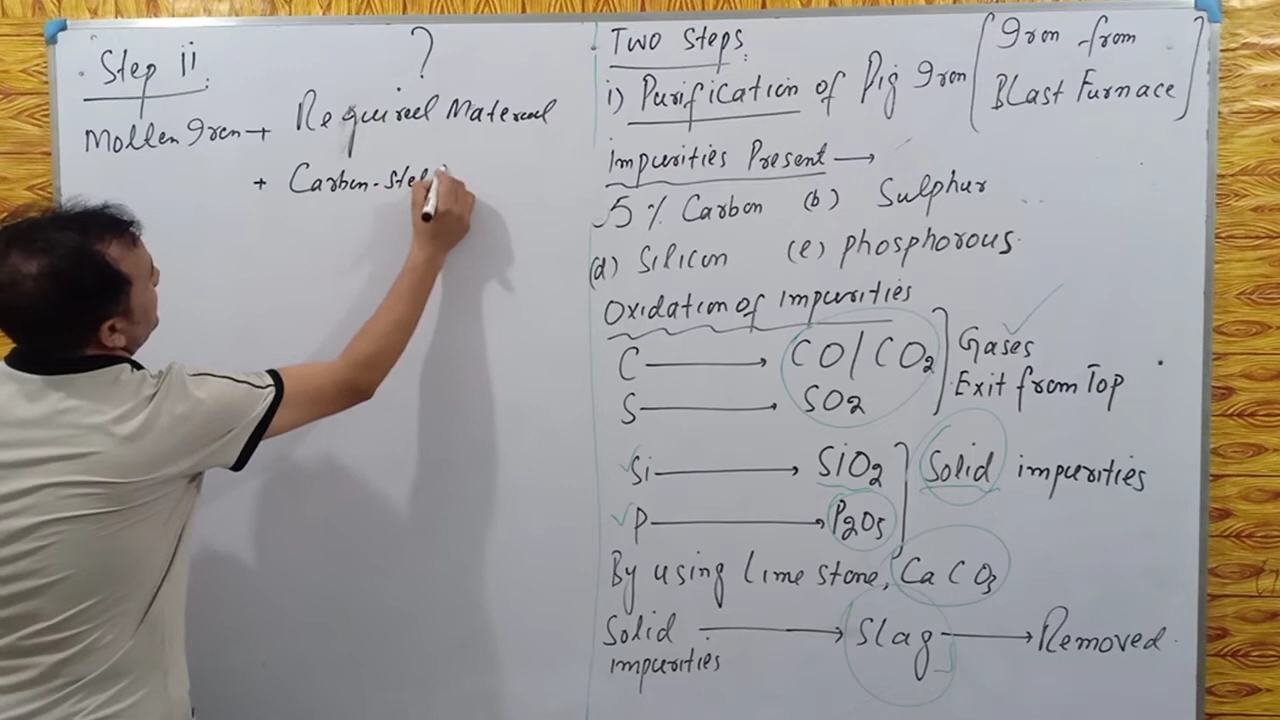 Step ii
?
Mollen Iron + Required Material
+ Carbon - Stel
Two Steps
i) Purification of Pig Iron [Iron from Blast Furnace]
Impurities Present →
5 % Carbon (b) Sulphur
(d) Silicon (e) phosphorous.
Oxidation of Impurities
C → CO/CO₂
S → SO₂
Gases
Exit from Top
Si → SiO₂
P → P₂O₅
Solid impurities
By using lime stone, CaCO₃
Solid impurities → Slag → Removed.